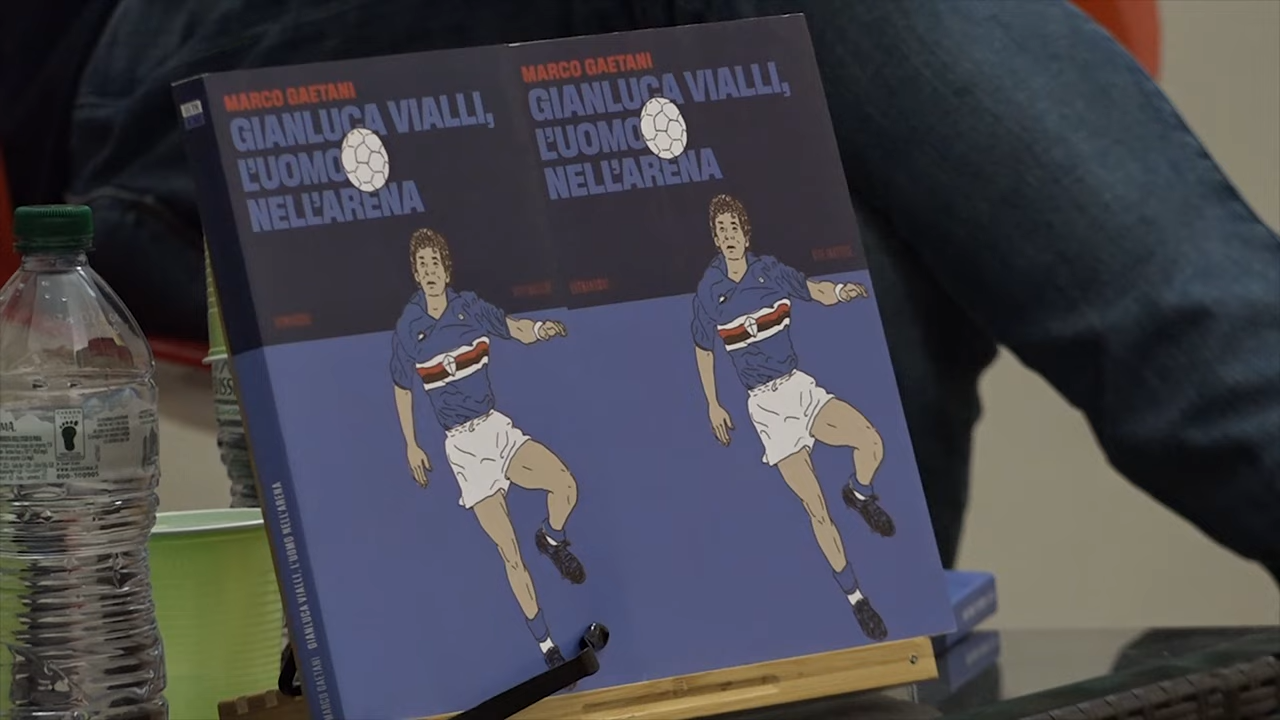 MARCO GAETANI
GIANLUCA VIALLI,
L'UOMO
NELL'ARENA
MARCO GAETANI
GIANLUCA VIALLI,
L'UOMO
NELL'ARENA
MARCO GAETANI GIANLUCA VIALLI, L'UOMO NELL'ARENA